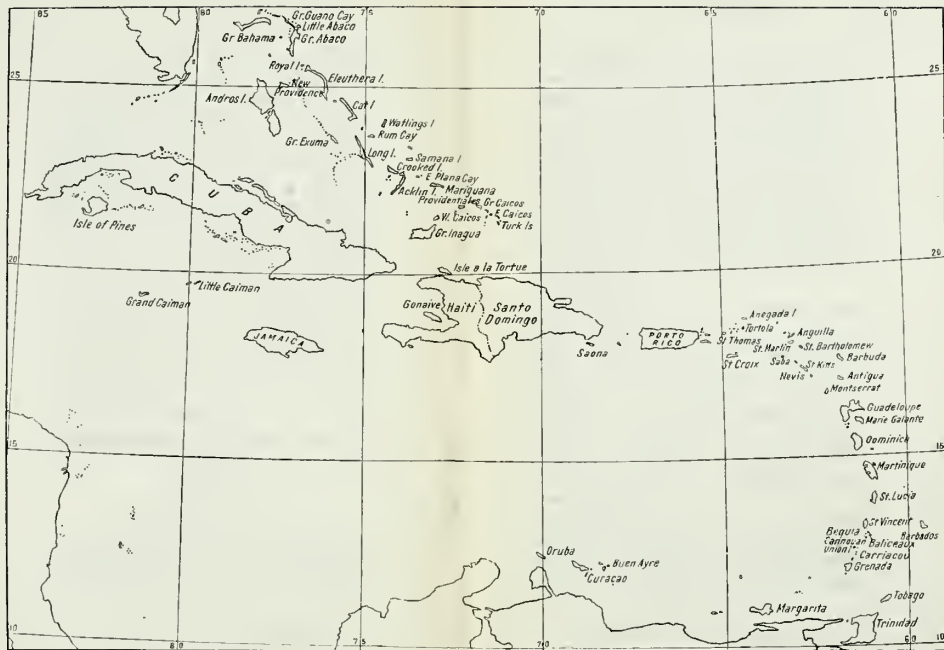 85
80
75
70
65
60
Gr. Guano Cay
Little Abaco
Gr. Bahama
Gr. Abaco
Royal I.
Eleuthera I.
25
25
New
Providence
Andros I.
Cat I.
Watlings I
Rum Cay
Gr. Exuma
Long I.
Samana I
Crooked I.
E. Plana Cay
Acklin I.
Mariguana
Providentiales
Gr Caicos
W. Caicos
E. Caicos
Turk Is
Gr. Inagua
CUBA
Isle of Pines
20
20
Isle a la Tortue
Little Caiman
Grand Caiman
Gonaive
Haiti
Santo
Domingo
JAMAICA
Saona
PORTO
RICO
Anegada I
Tortola
St Thomas
Anguilla
St. Martin
St. Bartholomew
St Croix
Saba
St Kitts
Barbuda
Nevis
Antigua
Montserrat
Guadeloupe
Marie Galante
Dominick
15
15
Martinique
St. Lucia
St Vincent
Barbados
Bequia
Cannouan
Baliceaux
Union I
Carriacou
Grenada
Oruba
Buen Ayre
Curaçao
Margarita
Tobago
Trinidad
10
80
75
70
60
10